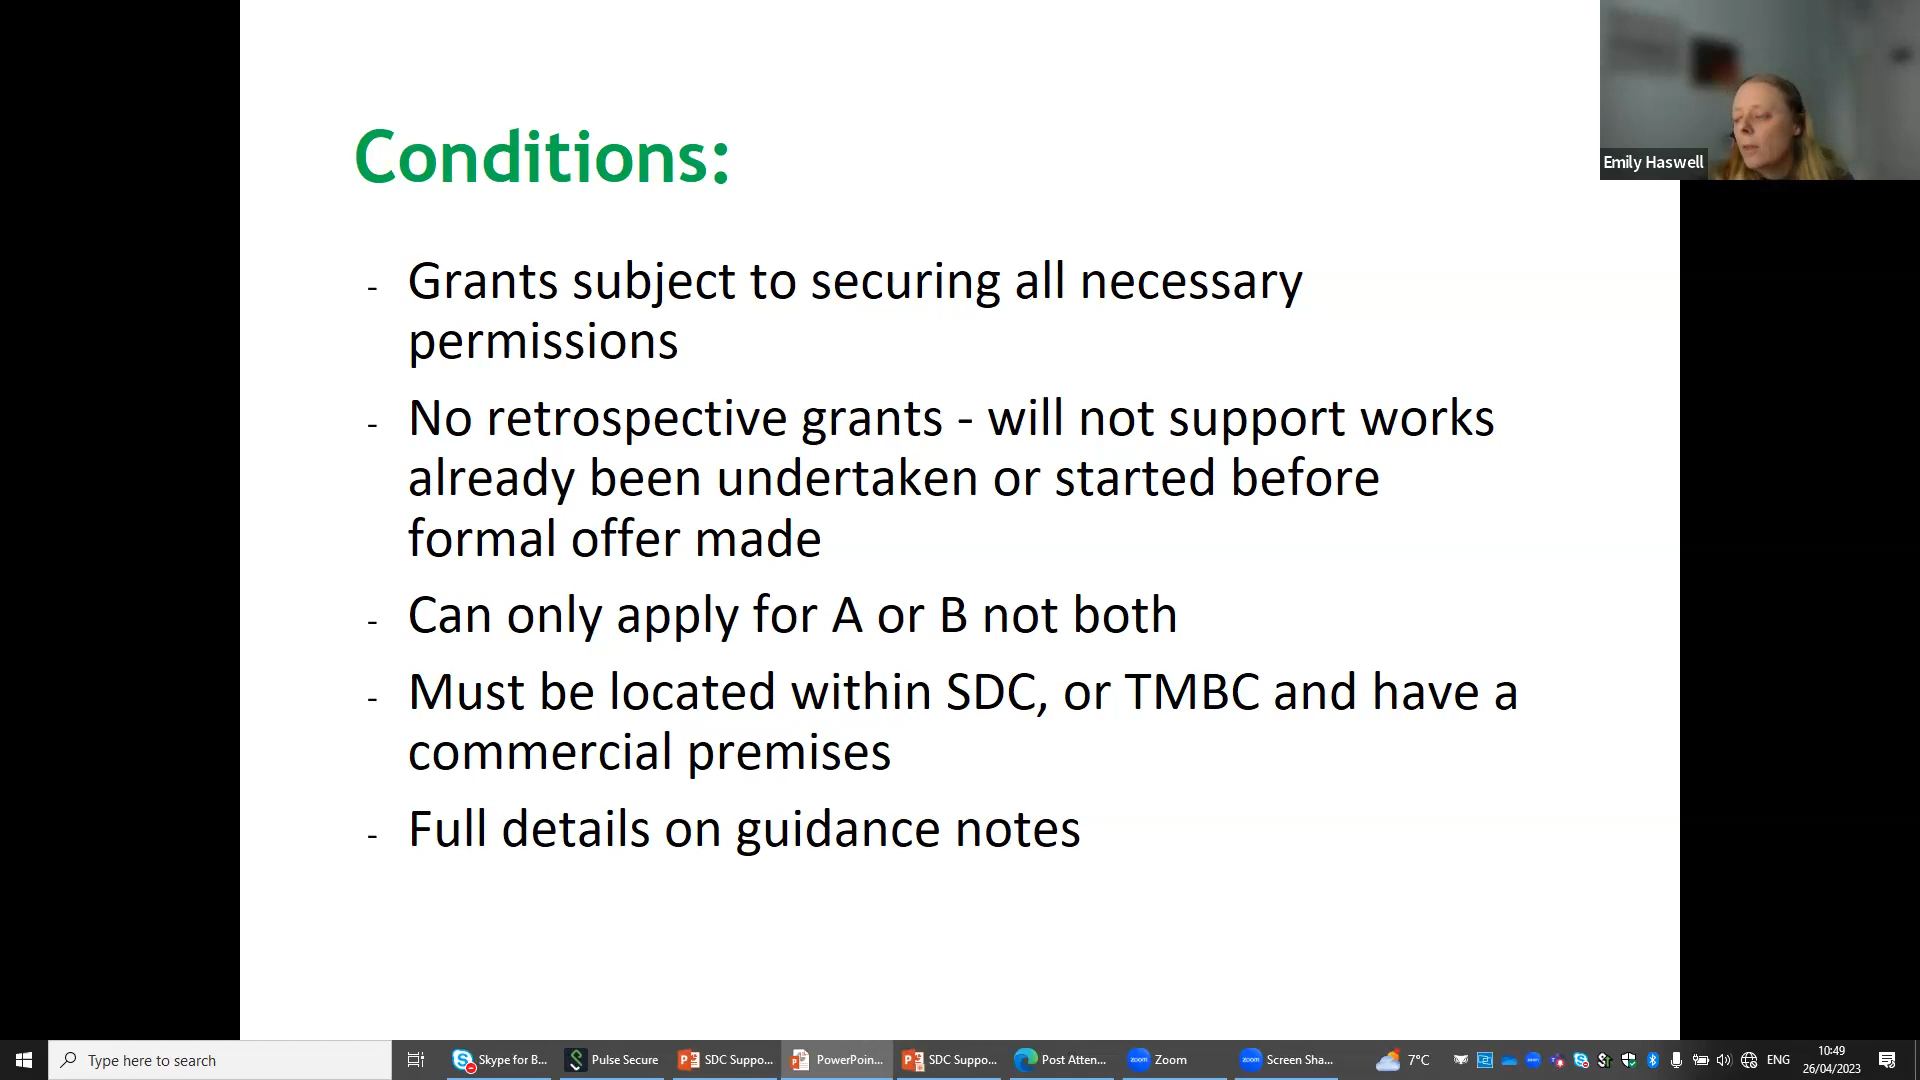 Emily Haswell
Conditions:
- Grants subject to securing all necessary
permissions
- No retrospective grants - will not support works
already been undertaken or started before
formal offer made
- Can only apply for A or B not both
- Must be located within SDC, or TMBC and have a
commercial premises
- Full details on guidance notes
Type here to search
Skype for B...
Pulse Secure
SDC Suppo...
PowerPoin...
SDC Suppo...
Post Atten...
zoom Zoom
zoom Screen Sha...
7°C
ENG
10:49
26/04/2023